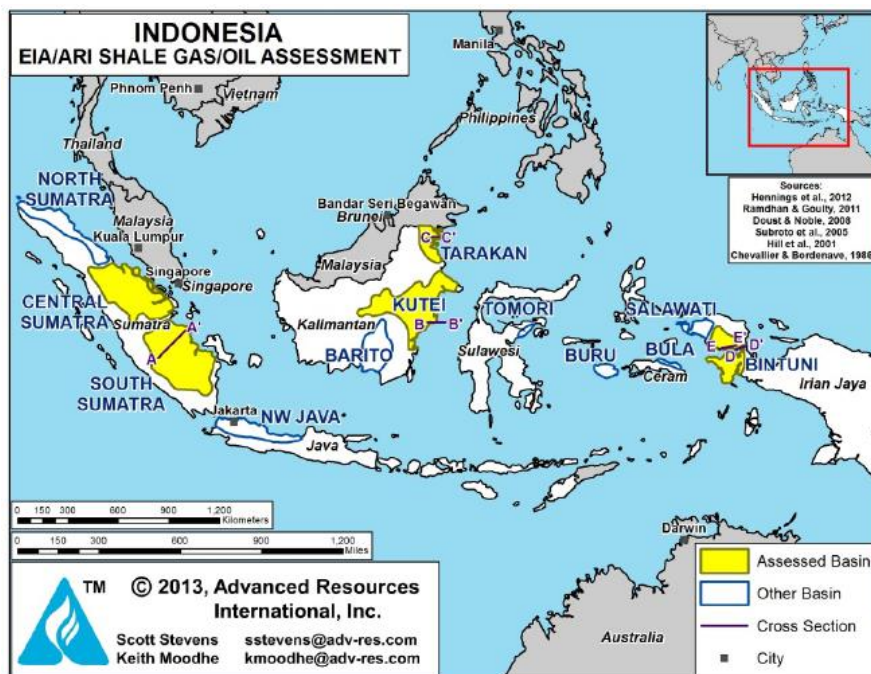 INDONESIA
EIA/ARI SHALE GAS/OIL ASSESSMENT
Manila
Phnom Penh
Vietnam
Philippines
Thailand
Sources:
Hennings et al., 2012
Ramdhan & Goulty, 2011
Doust & Noble, 2008
Subroto et al., 2005
Hill et al., 2001
Chevallier & Bordenave, 1986
NORTH
SUMATRA
Malaysia
Kuala Lumpur
Bandar Seri Begawan
Brunei
C C'
TARAKAN
Malaysia
Singapore
Singapore
CENTRAL
SUMATRA
Sumatra
A'
A
SOUTH
SUMATRA
KUTEI
Kalimantan
B B'
BARITO
TOMORI
Sulawesi
SALAWATI
BURU
BULA
Ceram
E E'
D D'
BINTUNI
Irian Jaya
Jakarta
NW JAVA
Java
0 150 300 600 900 1,200
Kilometers
0 150 300 600 900 1,200
Miles
Darwin
Australia
TM
© 2013, Advanced Resources
International, Inc.
Scott Stevens sstevens@adv-res.com
Keith Moodhe kmoodhe@adv-res.com
Assessed Basin
Other Basin
Cross Section
City